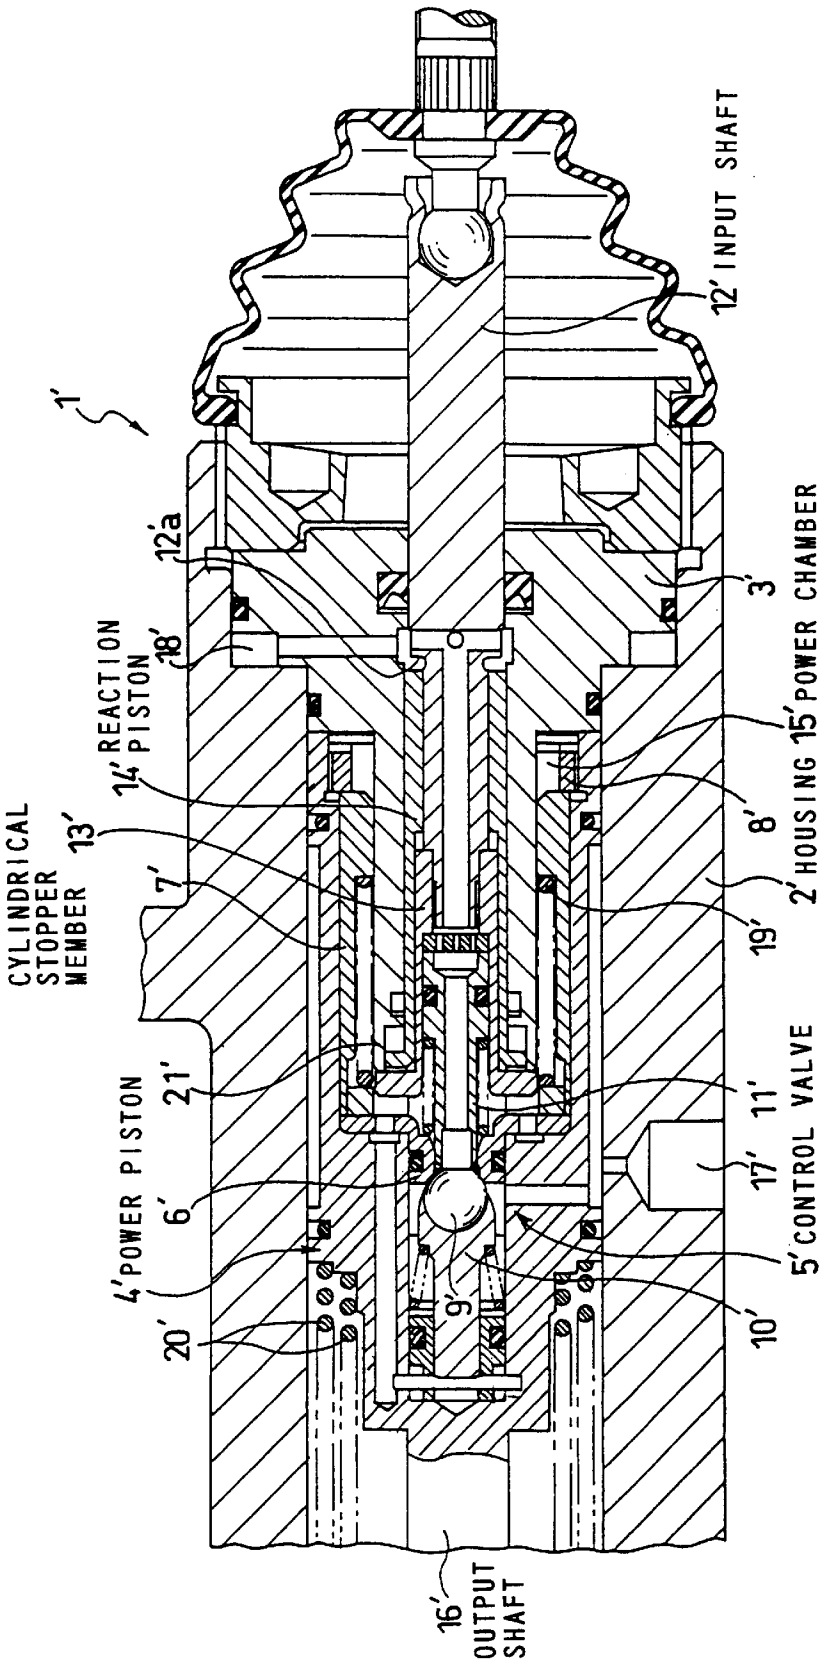 1'
12'a
18'
14' REACTION
PISTON
CYLINDRICAL
STOPPER
MEMBER 13'
7'
21'
6'
4' POWER PISTON
20'
16'
OUTPUT
SHAFT
9'
10'
5' CONTROL VALVE
17'
11'
19'
2' HOUSING
8'
15' POWER CHAMBER
3'
12' INPUT SHAFT